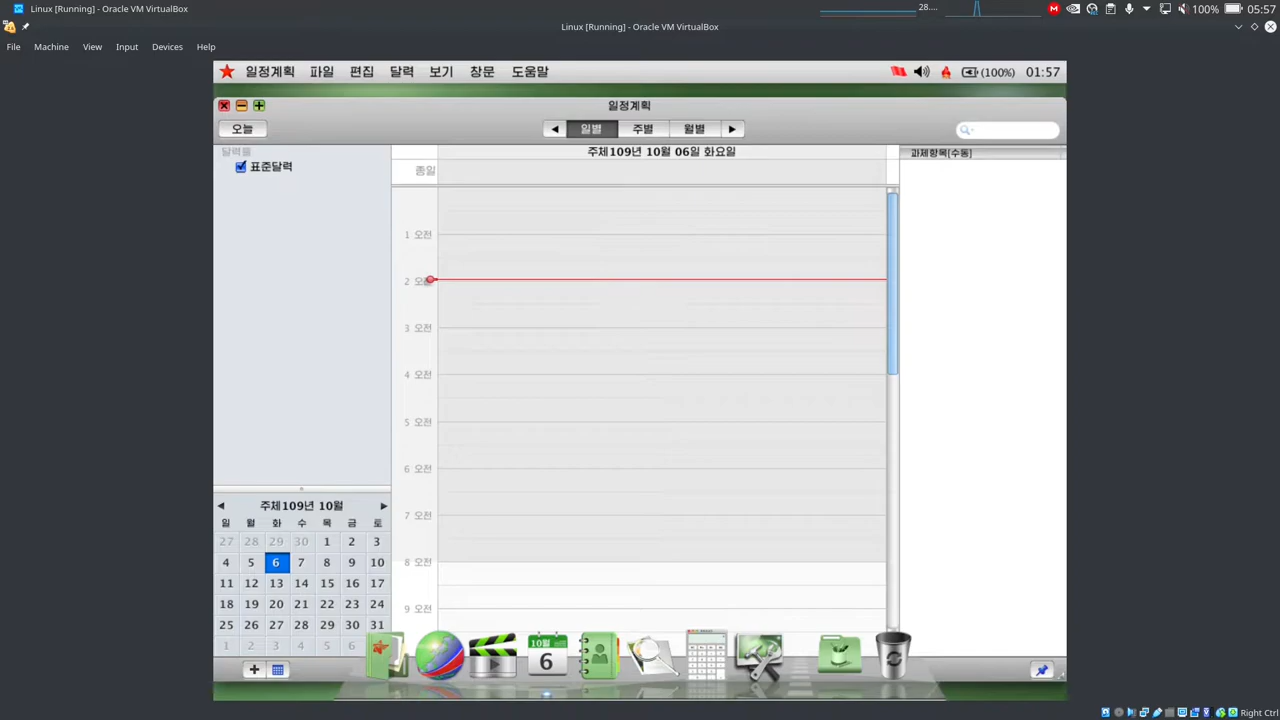 Linux [Running] - Oracle VM VirtualBox
28....
100%
05:57
Linux [Running] - Oracle VM VirtualBox
File Machine View Input Devices Help
일정계획 파일 편집 달력 보기 창문 도움말
(100%) 01:57
일정계획
오늘
일별 주별 월별
달력들
표준달력
주체109년 10월 06일 화요일
종일
과제항목[수동]
1 오전
2 오전
3 오전
4 오전
5 오전
6 오전
7 오전
8 오전
9 오전
주체109년 10월
일 월 화 수 목 금 토
27 28 29 30 1 2 3
4 5 6 7 8 9 10
11 12 13 14 15 16 17
18 19 20 21 22 23 24
25 26 27 28 29 30 31
1 2 3 4 5 6
10월
6
Right Ctrl